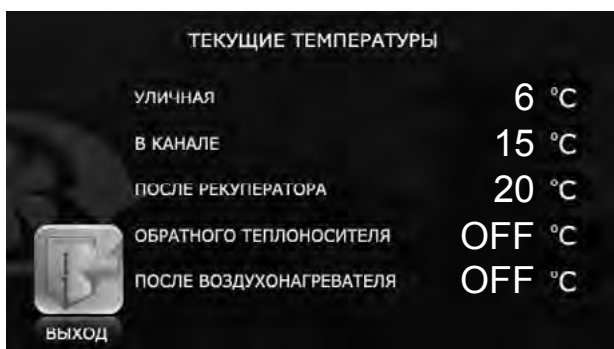 ТЕКУЩИЕ ТЕМПЕРАТУРЫ
УЛИЧНАЯ 6 °C
В КАНАЛЕ 15 °C
ПОСЛЕ РЕКУПЕРАТОРА 20 °C
ОБРАТНОГО ТЕПЛОНОСИТЕЛЯ OFF °C
ПОСЛЕ ВОЗДУХОНАГРЕВАТЕЛЯ OFF °C
ВЫХОД